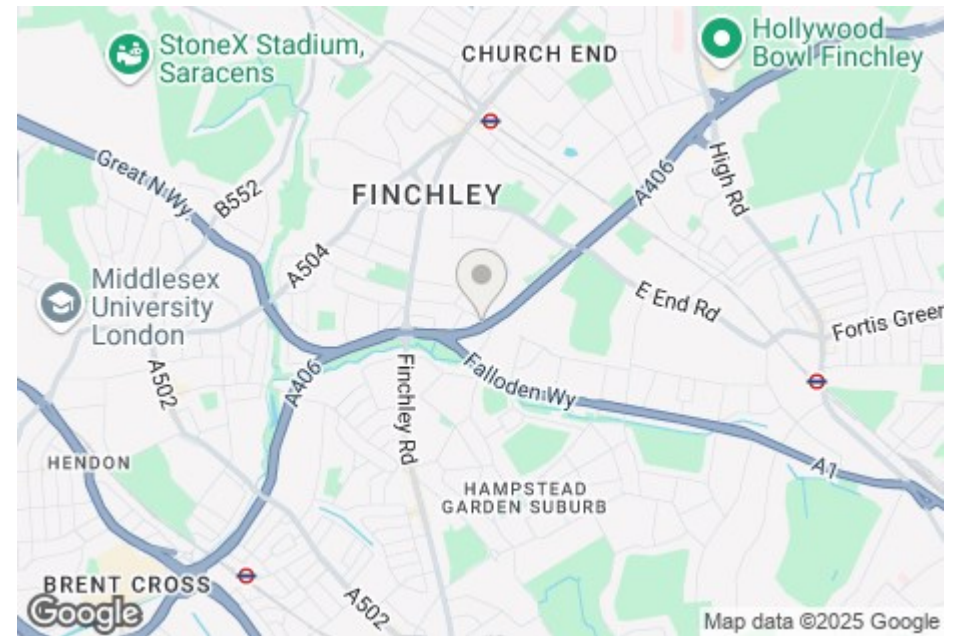 StoneX Stadium,
Saracens
CHURCH END
Hollywood
Bowl Finchley
Great N Wy
B552
FINCHLEY
A406
High Rd
A504
Middlesex
University
London
E End Rd
Fortis Green
A502
A406
Finchley Rd
Falloden Wy
HENDON
HAMPSTEAD
GARDEN SUBURB
A1
BRENT CROSS
A502
Google
Map data ©2025 Google